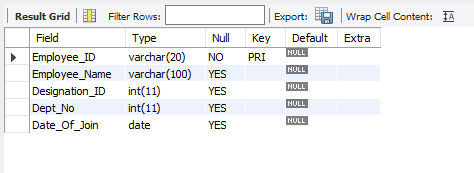 Result Grid Filter Rows: Export: Wrap Cell Content: IA
Field Type Null Key Default Extra
Employee_ID varchar(20) NO PRI NULL
Employee_Name varchar(100) YES NULL
Designation_ID int(11) YES NULL
Dept_No int(11) YES NULL
Date_Of_Join date YES NULL